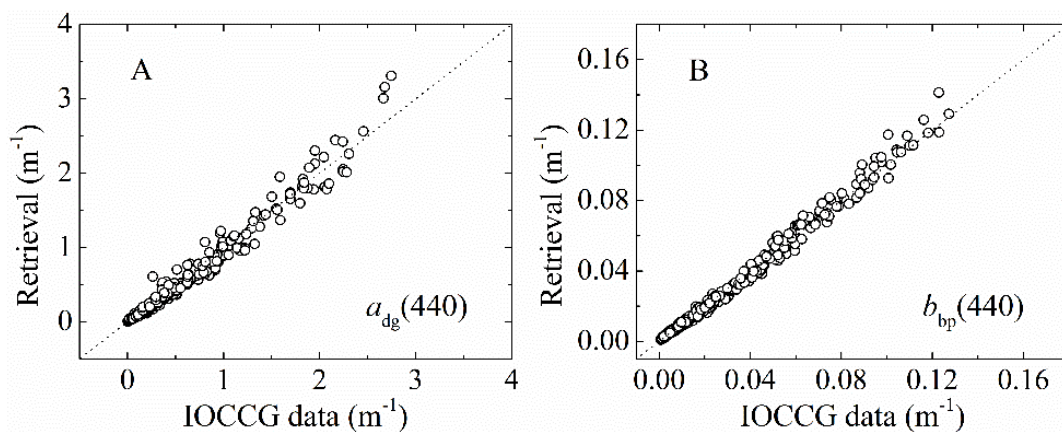 A
Retrieval (m⁻¹)
4
3
2
1
0
0
1
2
3
4
IOCCG data (m⁻¹)
a_dg(440)
B
Retrieval (m⁻¹)
0.16
0.12
0.08
0.04
0.00
0.00
0.04
0.08
0.12
0.16
IOCCG data (m⁻¹)
b_bp(440)